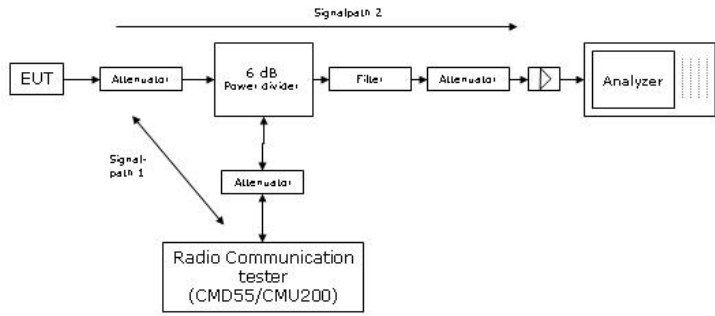 Signalpath 2
EUT
Attenuator
6 dB
Power divider
Filter
Attenuator
Analyzer
Signal-
path 1
Attenuator
Radio Communication
tester
(CMD55/CMU200)